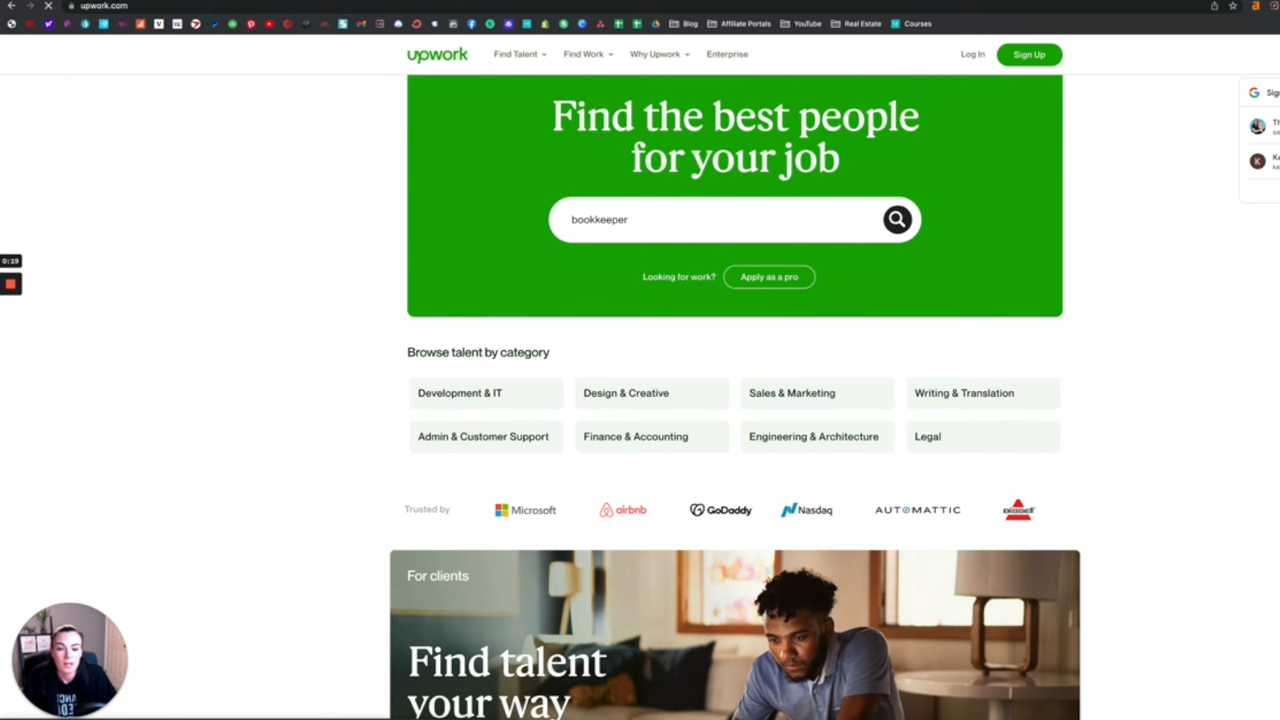 upwork.com
Blog
Affiliate Portals
YouTube
Real Estate
Courses
upwork
Find Talent
Find Work
Why Upwork
Enterprise
Log In
Sign Up
Find the best people
for your job
bookkeeper
Looking for work?
Apply as a pro
0:19
K
Browse talent by category
Development & IT
Design & Creative
Sales & Marketing
Writing & Translation
Admin & Customer Support
Finance & Accounting
Engineering & Architecture
Legal
Trusted by
Microsoft
airbnb
GoDaddy
Nasdaq
AUTOMATTIC
BISSELL
For clients
Find talent
your way